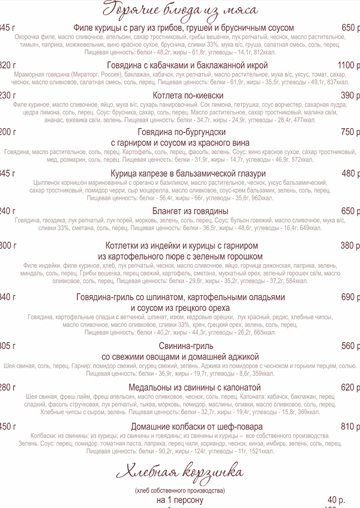 Горячие блюда из мяса
345 г Филе курицы с рагу из грибов, грушей и брусничным соусом 650 р
Окорочка филе, масло сливочное, апельсин, сахар тростниковый, грибы вешенки, лук репчатый, чеснок, масло растительное,
тимьян, паприка, можжевельник, вино красное сухое, брусника, сливки 33%, мука в/с, груша, салатная смесь, соль, перец.
Пищевая ценность: белки - 48,2г, жиры - 61,8г, углеводы - 14,1г, 812ккал.
320 г Говядина с кабачками и баклажанной икрой 1100 р
Мраморная говядина (Мираторг, Россия), баклажан, кабачок, лук репчатый, масло растительное, мука в/с, уксус, томат, сахар,
чеснок, масло оливковое, салатная смесь, соль, перец. Пищевая ценность: белки - 61,9г, жиры - 35,5г, углеводы - 49,1г, 837ккал.
230 г Котлета по-киевски 390 р
Филе куриное, масло сливочное, яйцо, мука в/с, сухарь панировочный. Сок лимона, петрушка, соус ворчестер, сахарная пудра,
цедра лимона, соль, перец. Соус: брусника, сахар, соль, перец. Масло растительное, сахар тростниковый, малина св/м,
ананас, ежевика св/м, зелень. Пищевая ценность: белки - 34,7г, жиры - 24,9г, углеводы - 28,4г, 477ккал.
200 г Говядина по-бургундски 750 р
с гарниром и соусом из красного вина
Говядина, масло растительное, соль, перец. Картофель, соль, перец, фасоль, зелень. Соус: вино красное сухое, сахар тростниковый,
мед, розмарин, соль, перец. Пищевая ценность: белки - 31,9г, жиры - 14,7г, углеводы - 46,9г, 572ккал.
345 г Курица капрезе в бальзамической глазури 480 р
Цыпленок корнишон маринованный с орегано и базиликом, масло растительное, чеснок, уксус бальзамический,
сахар тростниковый, помидор черри, сыр моцарелла, масло оливковое, соус-крем бальзамик, зелень, соль, перец.
Пищевая ценность: белки - 56,4г, жиры - 66г, углеводы - 35,6г, 962ккал.
240 г Бланкет из говядины 650 р
Говядина, гвоздика, лук репчатый, лук порей, морковь, зелень, соль, перец. Соус: бульон говяжий, масло сливочное, мука в/с,
сливки 33%, сметана, соль, перец. Пищевая ценность: белки - 36,5г, жиры - 48,6г, углеводы - 16,4г, 649ккал.
300 г Котлетки из индейки и курицы с гарниром 380 р
из картофельного пюре с зеленым горошком
Филе индейки, филе куриное, хлеб, лук репчатый, чеснок, масло сливочное, яйцо, горчица дижонская, паприка, зелень,
миндаль, соль, перец. Грибы вешенка, перец свежий, картофель, сметана, мускатный орех, зеленый горошек св/м, масло
оливковое, соль, перец. Пищевая ценность: белки - 29,6г, жиры - 35,2г, углеводы - 37,2г, 584ккал.
340 г Говядина-гриль со шпинатом, картофельными оладьями 690 р
и соусом из грецкого ореха
Говядина, картофельные оладьи с ветчиной, шпинат, изюм, кедровые орешки, лук красный, редис, хлебные чипсы,
масло сливочное, масло оливковое, сливки 33%, хрен, грецкий орех, зелень, соль, перец.
Пищевая ценность: белки - 40,2г, жиры - 44,3г, углеводы - 26,2г, 665ккал.
305 г Свинина-гриль 560 р
со свежими овощами и домашней аджикой
Шея свиная, соль, перец. Гарнир: помидор свежий, огурец свежий, зелень. Аджика из помидоров с чесноком и горьким перцем, солью.
Пищевая ценность: белки - 36,9г, жиры - 19,7г, углеводы - 8,6г, 359ккал.
280 г Медальоны из свинины с капонатой 620 р
Шея свиная, фреш лайм, фреш апельсин, масло оливковое, чеснок, соль, перец. Капоната: кабачок, баклажан, перец
сладкий, фасоль стручковая, лук репчатый, тыква, морковь, помидор, маслины, оливки, масло оливковое, соль, перец.
Хлебные чипсы с сыром, зелень. Пищевая ценность: белки - 32,7г, жиры - 19,4г, углеводы - 15,8г, 369ккал.
450 г Домашние колбаски от шеф-повара 810 р
Колбаски: из свинины; из курицы; из свинины и говядины; из свинины и курицы - все собственного производства.
Зелень. Соус: перец, помидор, томатная паста, паприка, перец чили, чеснок, кинза, имбирь, зелень, соль, перец.
Пищевая ценность: белки - 90,2г, жиры - 124г, углеводы - 11г, 1521ккал.
Хлебная корзинка
(хлеб собственного производства)
на 1 персону 40 р.